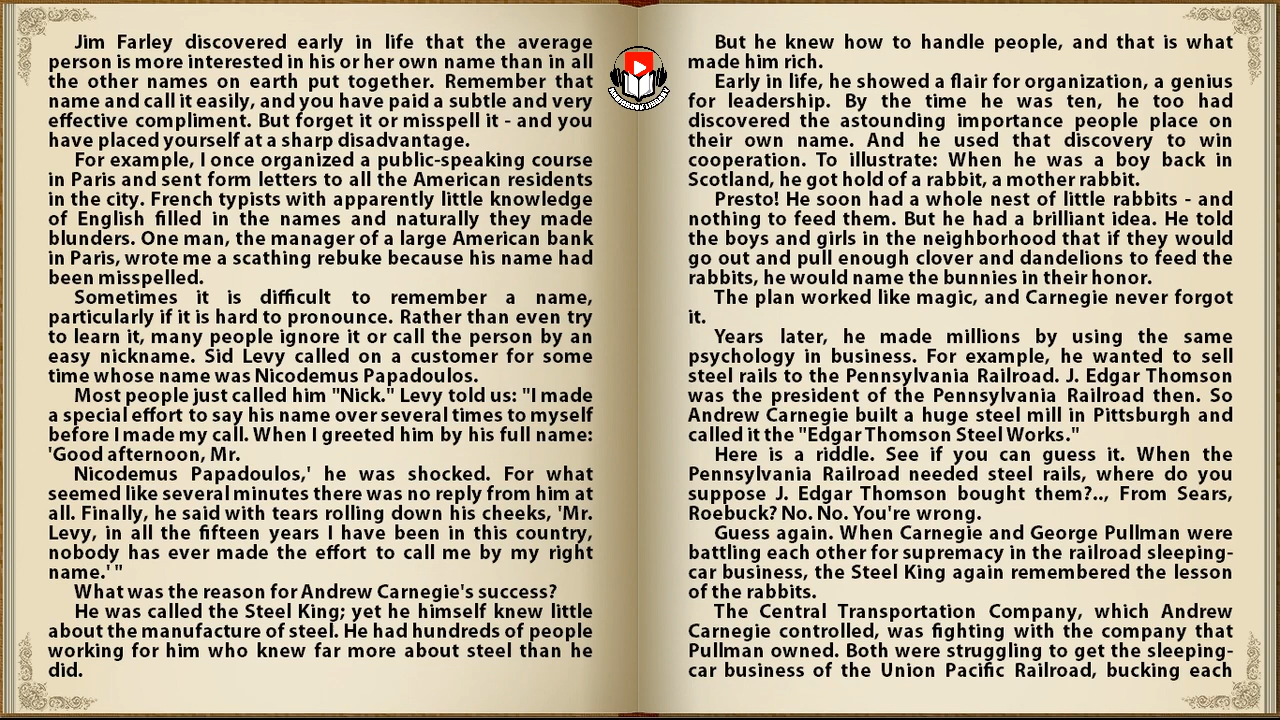 Jim Farley discovered early in life that the average
person is more interested in his or her own name than in all
the other names on earth put together. Remember that
name and call it easily, and you have paid a subtle and very
effective compliment. But forget it or misspell it - and you
have placed yourself at a sharp disadvantage.
For example, I once organized a public-speaking course
in Paris and sent form letters to all the American residents
in the city. French typists with apparently little knowledge
of English filled in the names and naturally they made
blunders. One man, the manager of a large American bank
in Paris, wrote me a scathing rebuke because his name had
been misspelled.
Sometimes it is difficult to remember a name,
particularly if it is hard to pronounce. Rather than even try
to learn it, many people ignore it or call the person by an
easy nickname. Sid Levy called on a customer for some
time whose name was Nicodemus Papadoulos.
Most people just called him "Nick." Levy told us: "I made
a special effort to say his name over several times to myself
before I made my call. When I greeted him by his full name:
'Good afternoon, Mr.
Nicodemus Papadoulos,' he was shocked. For what
seemed like several minutes there was no reply from him at
all. Finally, he said with tears rolling down his cheeks, 'Mr.
Levy, in all the fifteen years I have been in this country,
nobody has ever made the effort to call me by my right
name.' "
What was the reason for Andrew Carnegie's success?
He was called the Steel King; yet he himself knew little
about the manufacture of steel. He had hundreds of people
working for him who knew far more about steel than he
did.
But he knew how to handle people, and that is what
made him rich.
Early in life, he showed a flair for organization, a genius
for leadership. By the time he was ten, he too had
discovered the astounding importance people place on
their own name. And he used that discovery to win
cooperation. To illustrate: When he was a boy back in
Scotland, he got hold of a rabbit, a mother rabbit.
Presto! He soon had a whole nest of little rabbits - and
nothing to feed them. But he had a brilliant idea. He told
the boys and girls in the neighborhood that if they would
go out and pull enough clover and dandelions to feed the
rabbits, he would name the bunnies in their honor.
The plan worked like magic, and Carnegie never forgot
it.
Years later, he made millions by using the same
psychology in business. For example, he wanted to sell
steel rails to the Pennsylvania Railroad. J. Edgar Thomson
was the president of the Pennsylvania Railroad then. So
Andrew Carnegie built a huge steel mill in Pittsburgh and
called it the "Edgar Thomson Steel Works."
Here is a riddle. See if you can guess it. When the
Pennsylvania Railroad needed steel rails, where do you
suppose J. Edgar Thomson bought them?.., From Sears,
Roebuck? No. No. You're wrong.
Guess again. When Carnegie and George Pullman were
battling each other for supremacy in the railroad sleeping-
car business, the Steel King again remembered the lesson
of the rabbits.
The Central Transportation Company, which Andrew
Carnegie controlled, was fighting with the company that
Pullman owned. Both were struggling to get the sleeping-
car business of the Union Pacific Railroad, bucking each